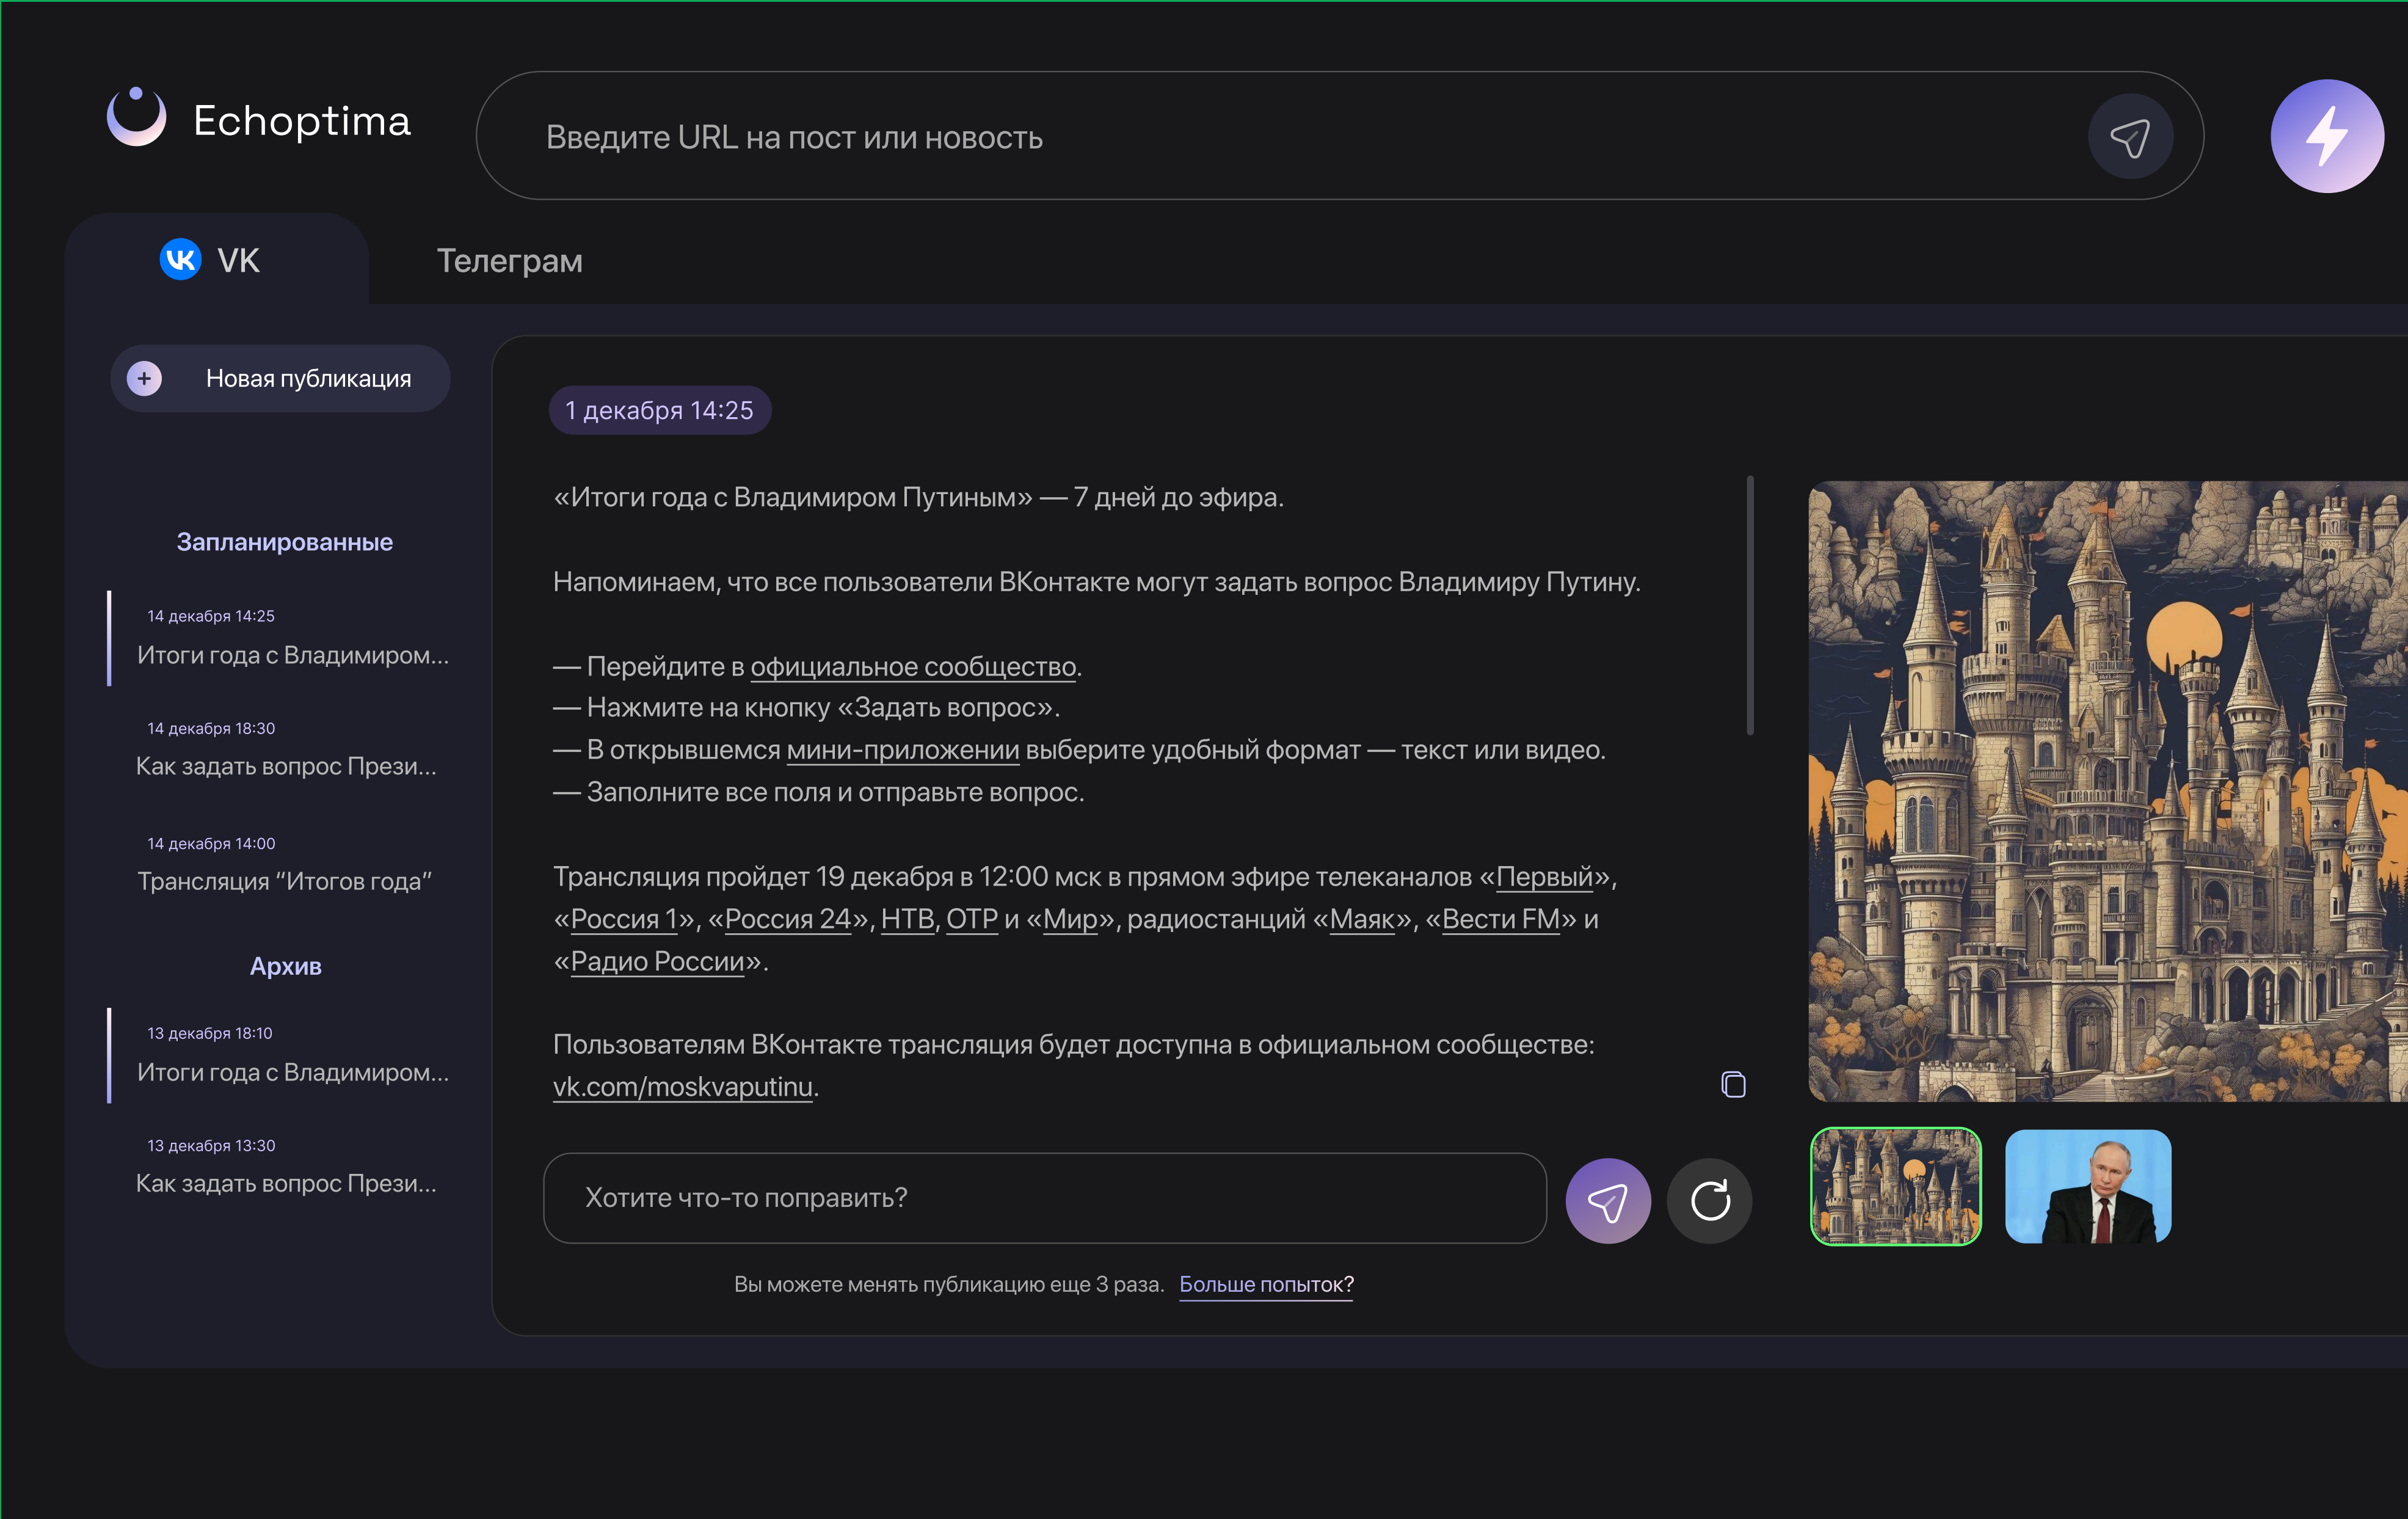 Echoptima
Введите URL на пост или новость
VK
Телеграм
Новая публикация
Запланированные
14 декабря 14:25
Итоги года с Владимиром...
14 декабря 18:30
Как задать вопрос Прези...
14 декабря 14:00
Трансляция “Итогов года”
Архив
13 декабря 18:10
Итоги года с Владимиром...
13 декабря 13:30
Как задать вопрос Прези...
1 декабря 14:25
«Итоги года с Владимиром Путиным» — 7 дней до эфира.
Напоминаем, что все пользователи ВКонтакте могут задать вопрос Владимиру Путину.
— Перейдите в официальное сообщество.
— Нажмите на кнопку «Задать вопрос».
— В открывшемся мини-приложении выберите удобный формат — текст или видео.
— Заполните все поля и отправьте вопрос.
Трансляция пройдет 19 декабря в 12:00 мск в прямом эфире телеканалов «Первый»,
«Россия 1», «Россия 24», НТВ, ОТР и «Мир», радиостанций «Маяк», «Вести FM» и
«Радио России».
Пользователям ВКонтакте трансляция будет доступна в официальном сообществе:
vk.com/moskvaputinu.
Хотите что-то поправить?
Вы можете менять публикацию еще 3 раза. Больше попыток?